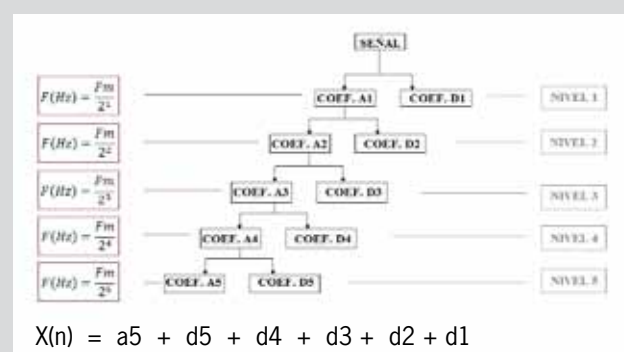 SEÑAL
F(Hz) = Fm/2¹ COEF. A1 COEF. D1 NIVEL 1
F(Hz) = Fm/2² COEF. A2 COEF. D2 NIVEL 2
F(Hz) = Fm/2³ COEF. A3 COEF. D3 NIVEL 3
F(Hz) = Fm/2⁴ COEF. A4 COEF. D4 NIVEL 4
F(Hz) = Fm/2⁵ COEF. A5 COEF. D5 NIVEL 5
X(n) = a5 + d5 + d4 + d3 + d2 + d1